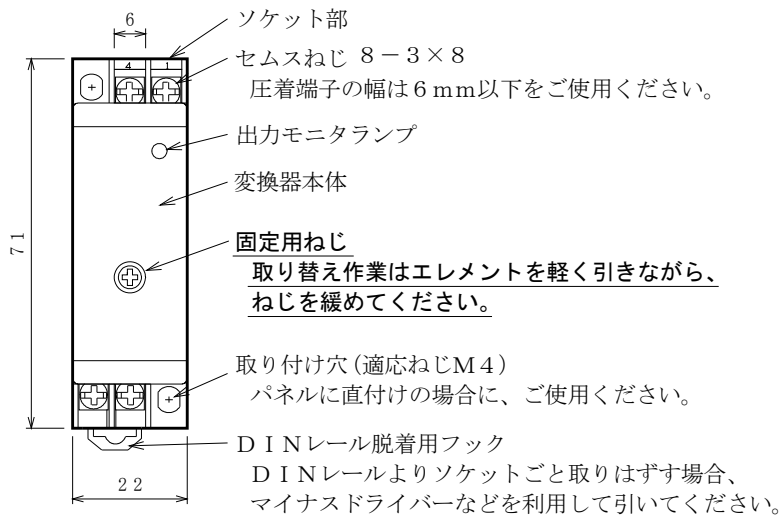 6
ソケット部
セムスねじ 8－3×8
圧着端子の幅は6mm以下をご使用ください。
4 1
出力モニタランプ
変換器本体
71
固定用ねじ
取り替え作業はエレメントを軽く引きながら、
ねじを緩めてください。
取り付け穴(適応ねじM4)
パネルに直付けの場合に、ご使用ください。
DINレール脱着用フック
22
DINレールよりソケットごと取りはずす場合、
マイナスドライバーなどを利用して引いてください。